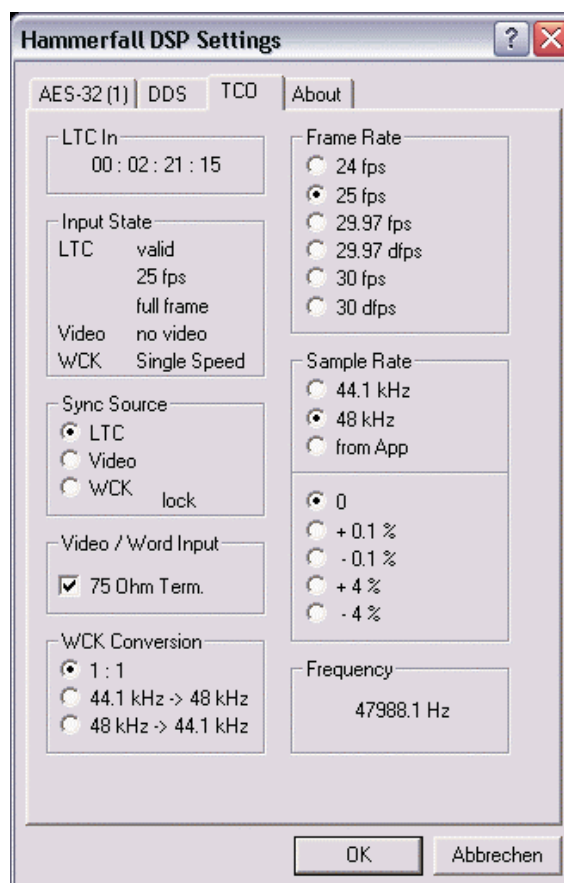 Hammerfall DSP Settings
AES-32 (1) DDS TCO About
LTC In
00 : 02 : 21 : 15
Input State
LTC valid
25 fps
full frame
Video no video
WCK Single Speed
Sync Source
LTC
Video
WCK
lock
Video / Word Input
75 Ohm Term.
WCK Conversion
1 : 1
44.1 kHz -> 48 kHz
48 kHz -> 44.1 kHz
Frame Rate
24 fps
25 fps
29.97 fps
29.97 dfps
30 fps
30 dfps
Sample Rate
44.1 kHz
48 kHz
from App
0
+ 0.1 %
- 0.1 %
+ 4 %
- 4 %
Frequency
47988.1 Hz
OK Abbrechen